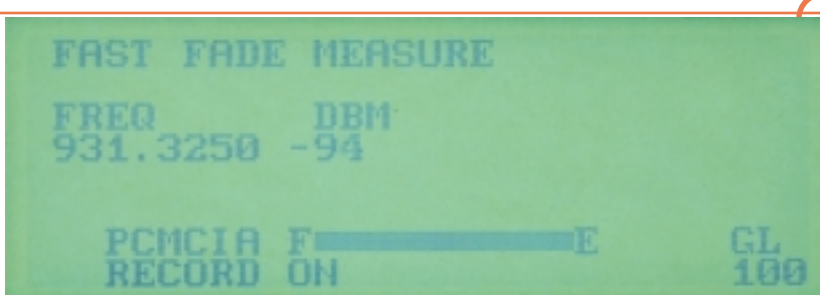 FAST FADE MEASURE
FREQ DBM
931.3250 -94
PCMCIA F E GL
RECORD ON 100